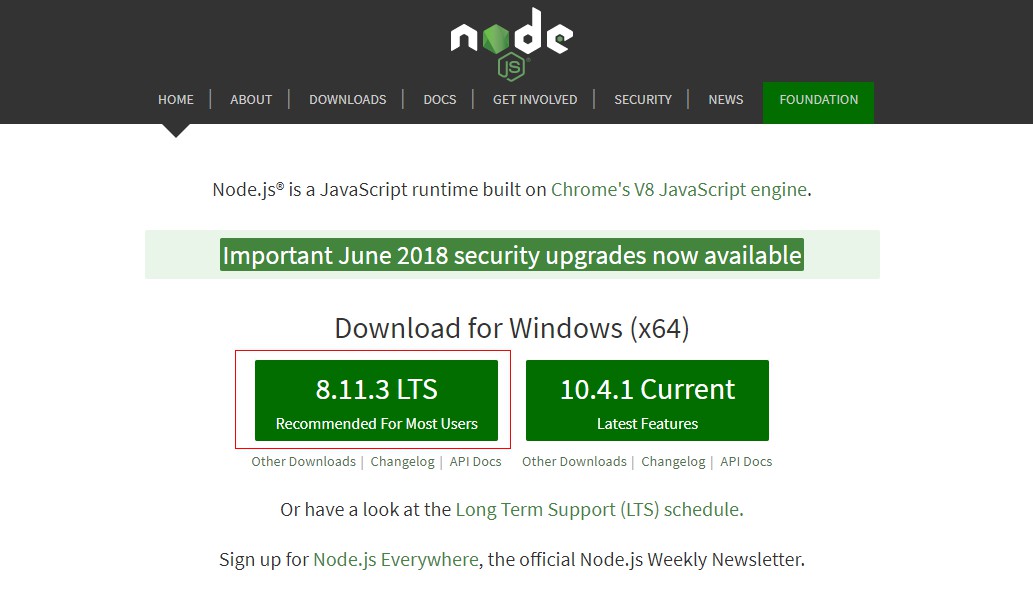 node
JS
HOME | ABOUT | DOWNLOADS | DOCS | GET INVOLVED | SECURITY | NEWS FOUNDATION
Node.js® is a JavaScript runtime built on Chrome's V8 JavaScript engine.
Important June 2018 security upgrades now available
Download for Windows (x64)
8.11.3 LTS
Recommended For Most Users
10.4.1 Current
Latest Features
Other Downloads | Changelog | API Docs
Other Downloads | Changelog | API Docs
Or have a look at the Long Term Support (LTS) schedule.
Sign up for Node.js Everywhere, the official Node.js Weekly Newsletter.